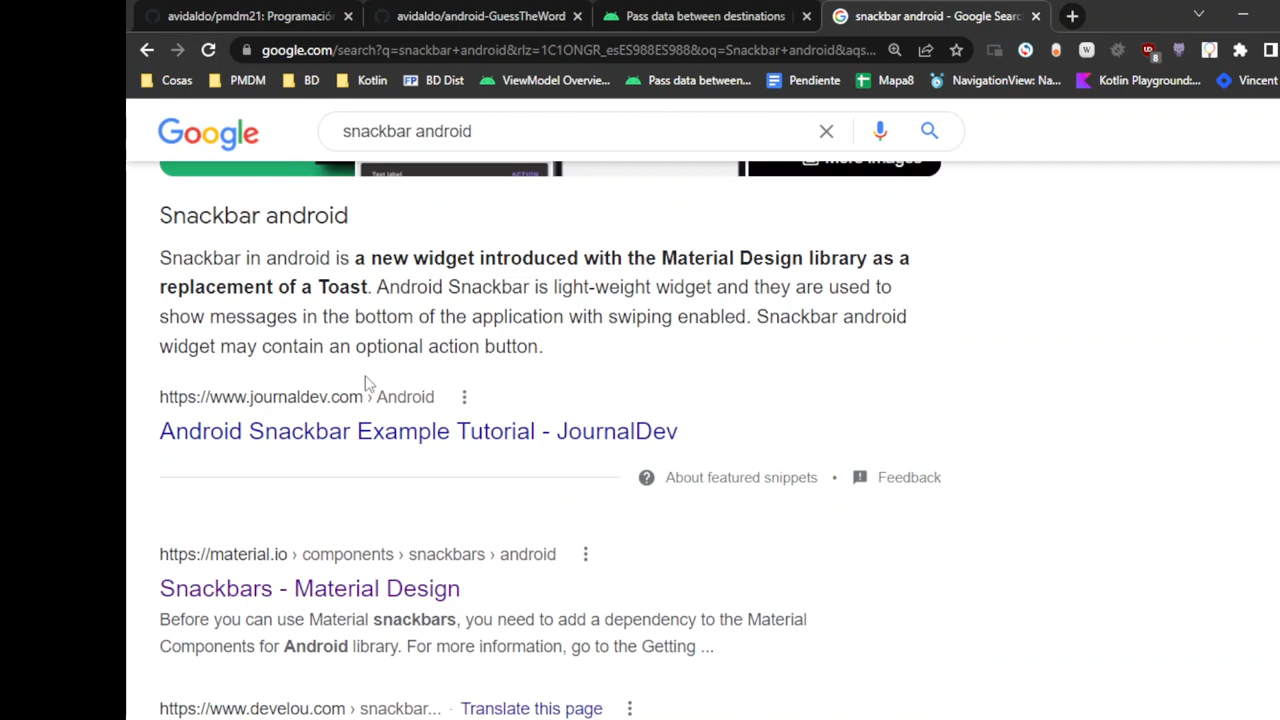 avidaldo/pmdm21: Programació
avidaldo/android-GuessTheWord
Pass data between destinations
snackbar android - Google Searc
google.com/search?q=snackbar+android&rlz=1C1ONGR_esES988ES988&oq=Snackbar+android&aqs...
Cosas PMDM BD Kotlin FP BD Dist ViewModel Overvie... Pass data between... Pendiente Mapa8 NavigationView: Na... Kotlin Playground:... Vincent
Google
snackbar android
Text label ACTION
More images
Snackbar android
Snackbar in android is a new widget introduced with the Material Design library as a
replacement of a Toast. Android Snackbar is light-weight widget and they are used to
show messages in the bottom of the application with swiping enabled. Snackbar android
widget may contain an optional action button.
https://www.journaldev.com › Android
Android Snackbar Example Tutorial - JournalDev
About featured snippets • Feedback
https://material.io › components › snackbars › android
Snackbars - Material Design
Before you can use Material snackbars, you need to add a dependency to the Material
Components for Android library. For more information, go to the Getting ...
https://www.develou.com › snackbar... · Translate this page